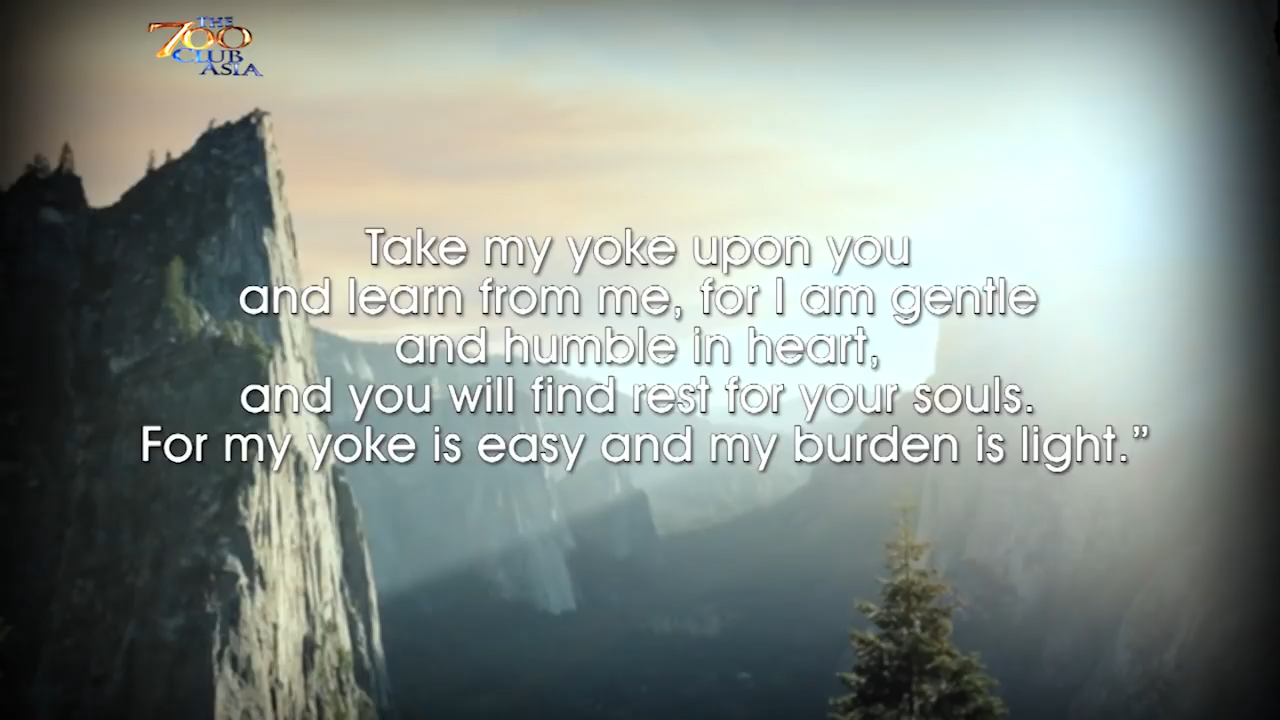 THE
700
CLUB
ASIA
Take my yoke upon you
and learn from me, for I am gentle
and humble in heart,
and you will find rest for your souls.
For my yoke is easy and my burden is light.”